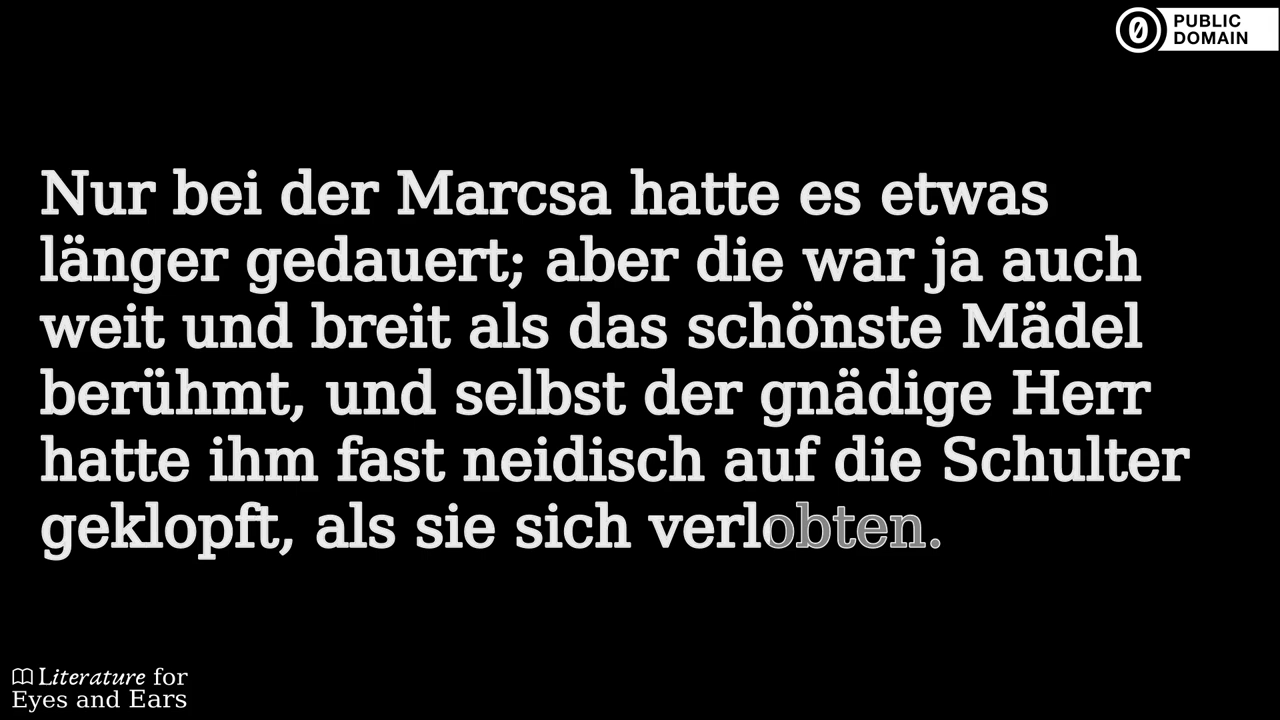 PUBLIC
DOMAIN
Nur bei der Marcsa hatte es etwas
länger gedauert; aber die war ja auch
weit und breit als das schönste Mädel
berühmt, und selbst der gnädige Herr
hatte ihm fast neidisch auf die Schulter
geklopft, als sie sich verlobten.
Literature for
Eyes and Ears